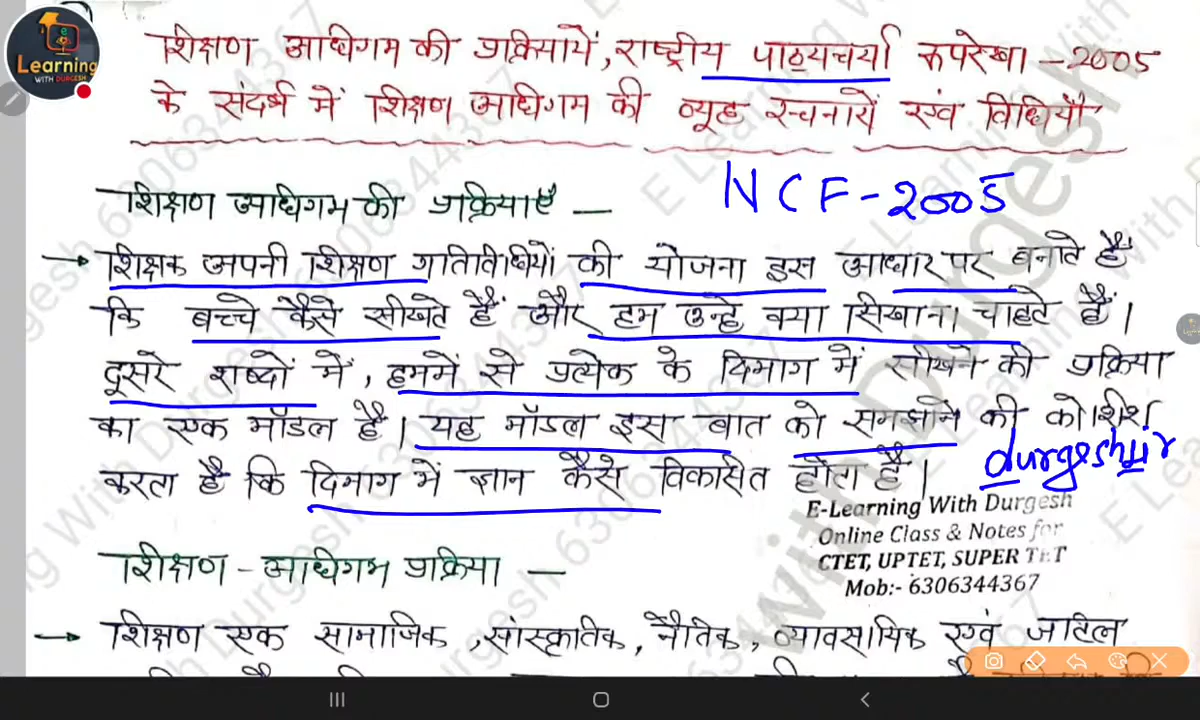 Learning
WITH DURGESH
शिक्षण अधिगम की प्रक्रियायें, राष्ट्रीय पाठ्यचर्या रूपरेखा - 2005
के संदर्भ में शिक्षण अधिगम की व्यूह रचनायें एवं विधियाँ
NCF-2005
शिक्षण अधिगम की प्रक्रियाएँ —
→ शिक्षक अपनी शिक्षण गतिविधियों की योजना इस आधार पर बनाते हैं
कि बच्चे कैसे सीखते हैं और हम उन्हे क्या सिखाना चाहते हैं।
दूसरे शब्दों में, हममें से प्रत्येक के दिमाग में सीखने की प्रक्रिया
का एक मॉडल है। यह मॉडल इस बात को समझाने की कोशिश
करता है कि दिमाग में ज्ञान कैसे विकासित होता है।
E-Learning With Durgesh
Online Class & Notes for
CTET, UPTET, SUPER TET
Mob:- 6306344367
शिक्षण - अधिगम प्रक्रिया —
→ शिक्षण एक सामाजिक, सांस्कृतिक, नैतिक, व्यावसायिक एवं जटिल